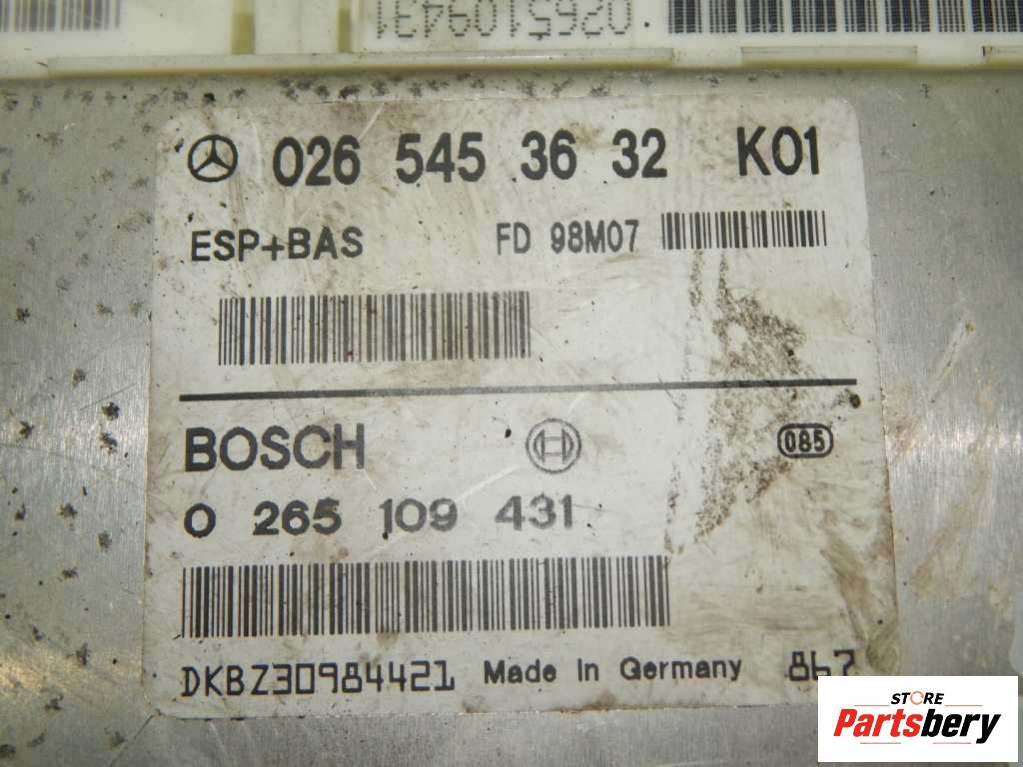 0265109431
026 545 36 32 K01
ESP+BAS FD 98M07
BOSCH 085
0 265 109 431
DKBZ30984421 Made in Germany 867
STORE
Partsbery